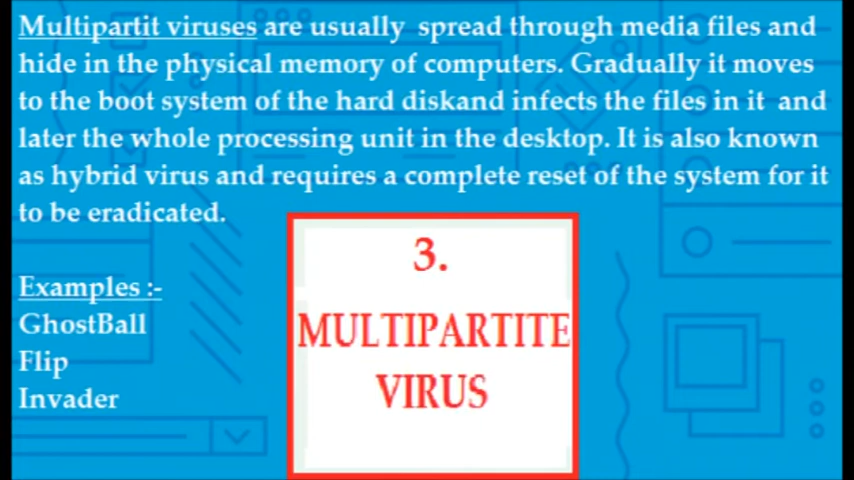 Multipartit viruses are usually spread through media files and
hide in the physical memory of computers. Gradually it moves
to the boot system of the hard diskand infects the files in it and
later the whole processing unit in the desktop. It is also known
as hybrid virus and requires a complete reset of the system for it
to be eradicated.
Examples :-
GhostBall
Flip
Invader
3.
MULTIPARTITE
VIRUS